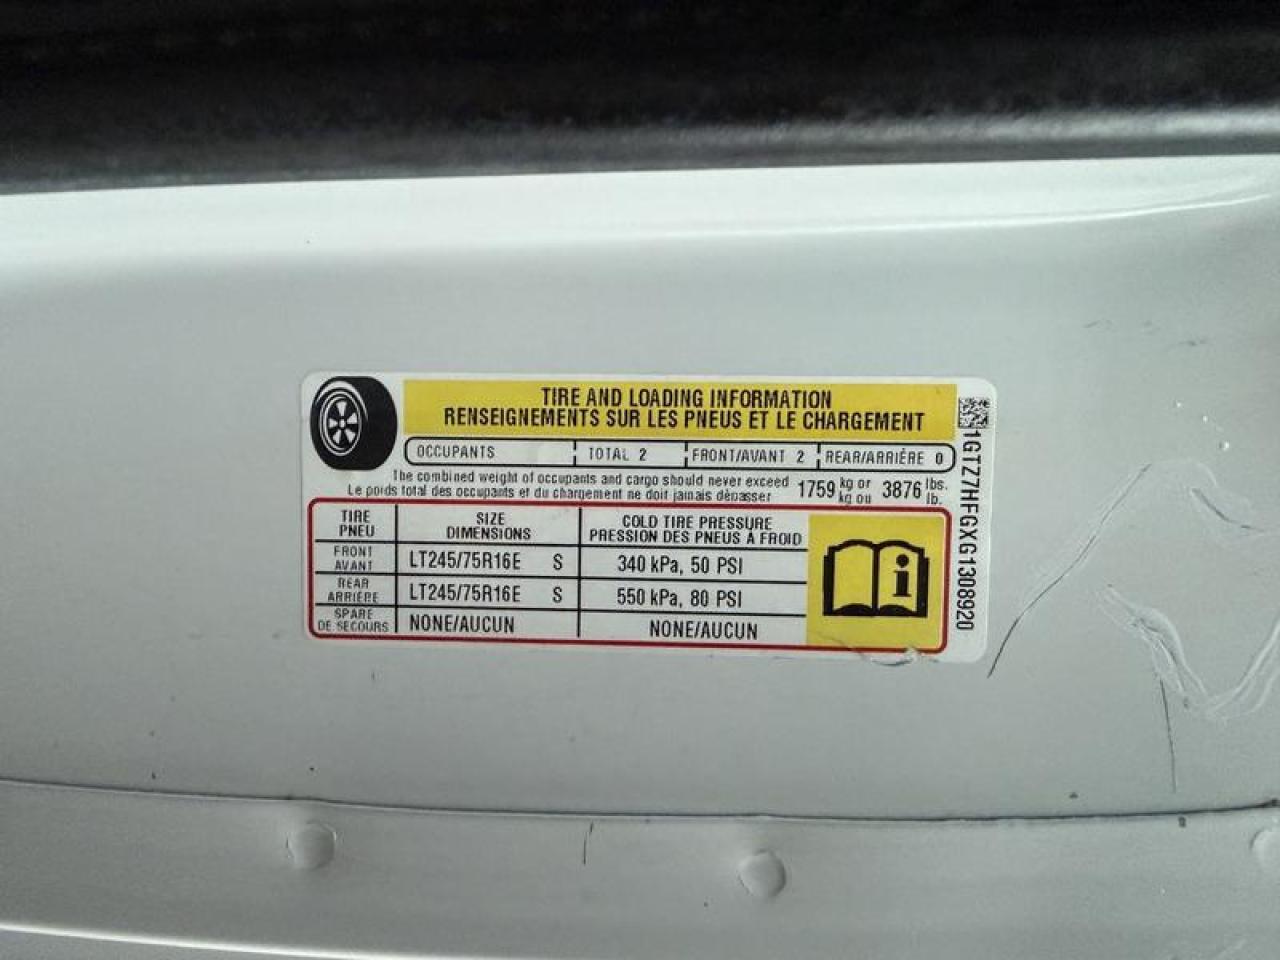 TIRE AND LOADING INFORMATION
RENSEIGNEMENTS SUR LES PNEUS ET LE CHARGEMENT
OCCUPANTS TOTAL 2 FRONT/AVANT 2 REAR/ARRIÈRE 0
The combined weight of occupants and cargo should never exceed 1759 kg or 3876 lbs.
Le poids total des occupants et du chargement ne doit jamais dépasser kg ou lb.
TIRE SIZE COLD TIRE PRESSURE
PNEU DIMENSIONS PRESSION DES PNEUS À FROID
FRONT
AVANT LT245/75R16E S 340 kPa, 50 PSI
REAR
ARRIÈRE LT245/75R16E S 550 kPa, 80 PSI
SPARE
DE SECOURS NONE/AUCUN NONE/AUCUN
i
1GTZ7HFGXG1308920